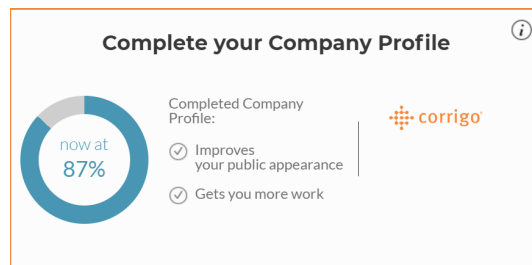 Complete your Company Profile
i
now at
87%
Completed Company
Profile:
Improves
your public appearance
Gets you more work
corrigo